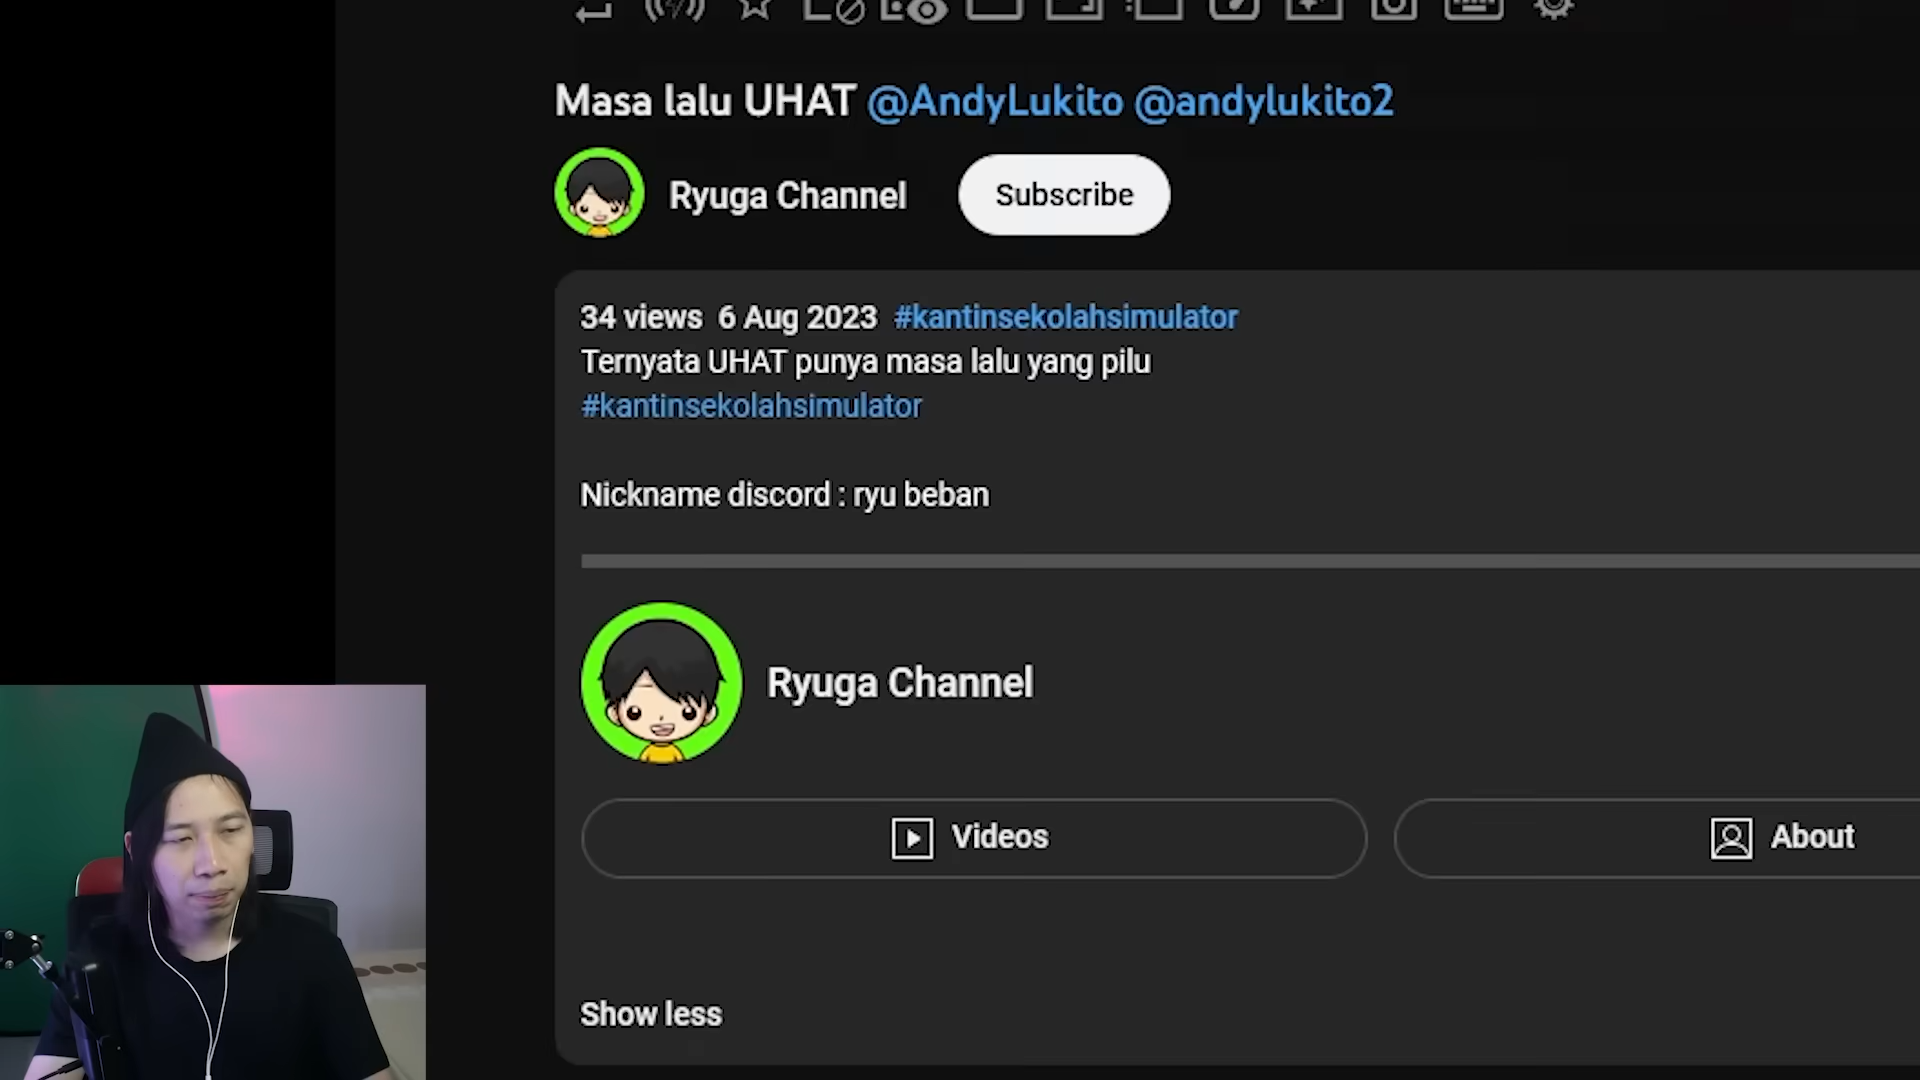 Masa lalu UHAT @AndyLukito @andylukito2
Ryuga Channel Subscribe
34 views 6 Aug 2023 #kantinsekolahsimulator
Ternyata UHAT punya masa lalu yang pilu
#kantinsekolahsimulator
Nickname discord : ryu beban
Ryuga Channel
Videos About
Show less